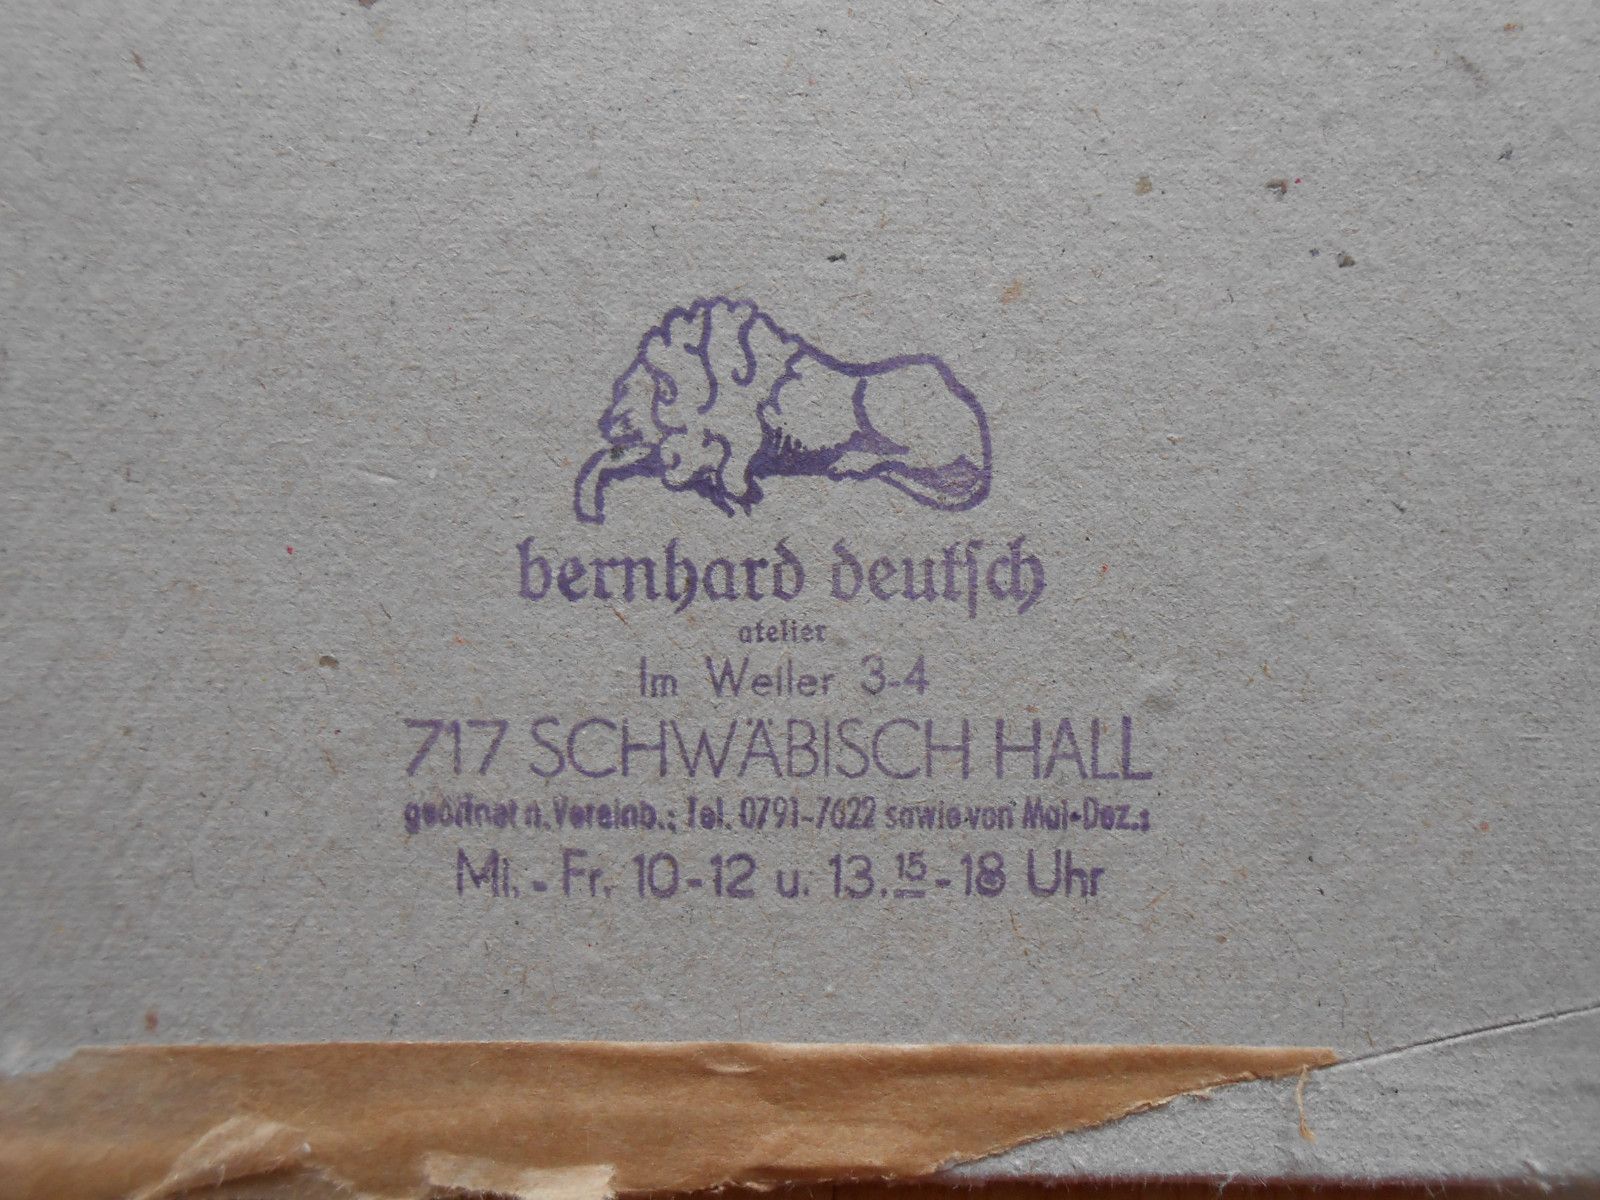 bernhard deutsch
atelier
Im Weiler 3-4
717 SCHWÄBISCH HALL
geöffnet n. Vereinb.: Tel. 0791-7622 sowie von Mai-Dez.:
Mi. - Fr. 10-12 u. 13.15-18 Uhr